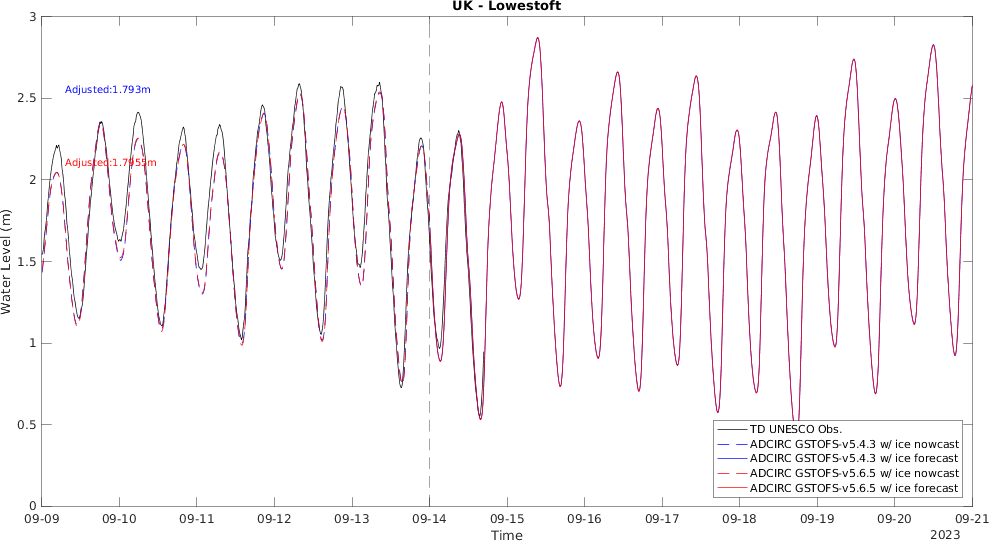 UK - Lowestoft
3
2.5
2
1.5
1
0.5
0
Water Level (m)
Adjusted:1.793m
Adjusted:1.7955m
TD UNESCO Obs.
ADCIRC GSTOFS-v5.4.3 w/ ice nowcast
ADCIRC GSTOFS-v5.4.3 w/ ice forecast
ADCIRC GSTOFS-v5.6.5 w/ ice nowcast
ADCIRC GSTOFS-v5.6.5 w/ ice forecast
09-09 09-10 09-11 09-12 09-13 09-14 09-15 09-16 09-17 09-18 09-19 09-20 09-21
Time
2023